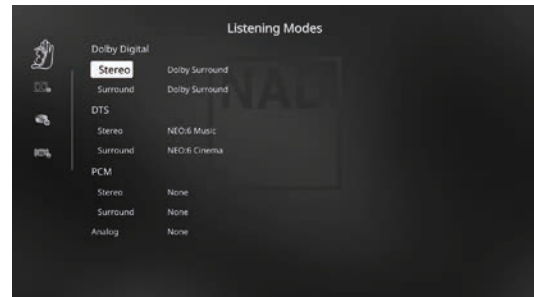 Listening Modes
Dolby Digital
Stereo Dolby Surround
Surround Dolby Surround
NAD
DTS
Stereo NEO:6 Music
Surround NEO:6 Cinema
PCM
Stereo None
Surround None
Analog None